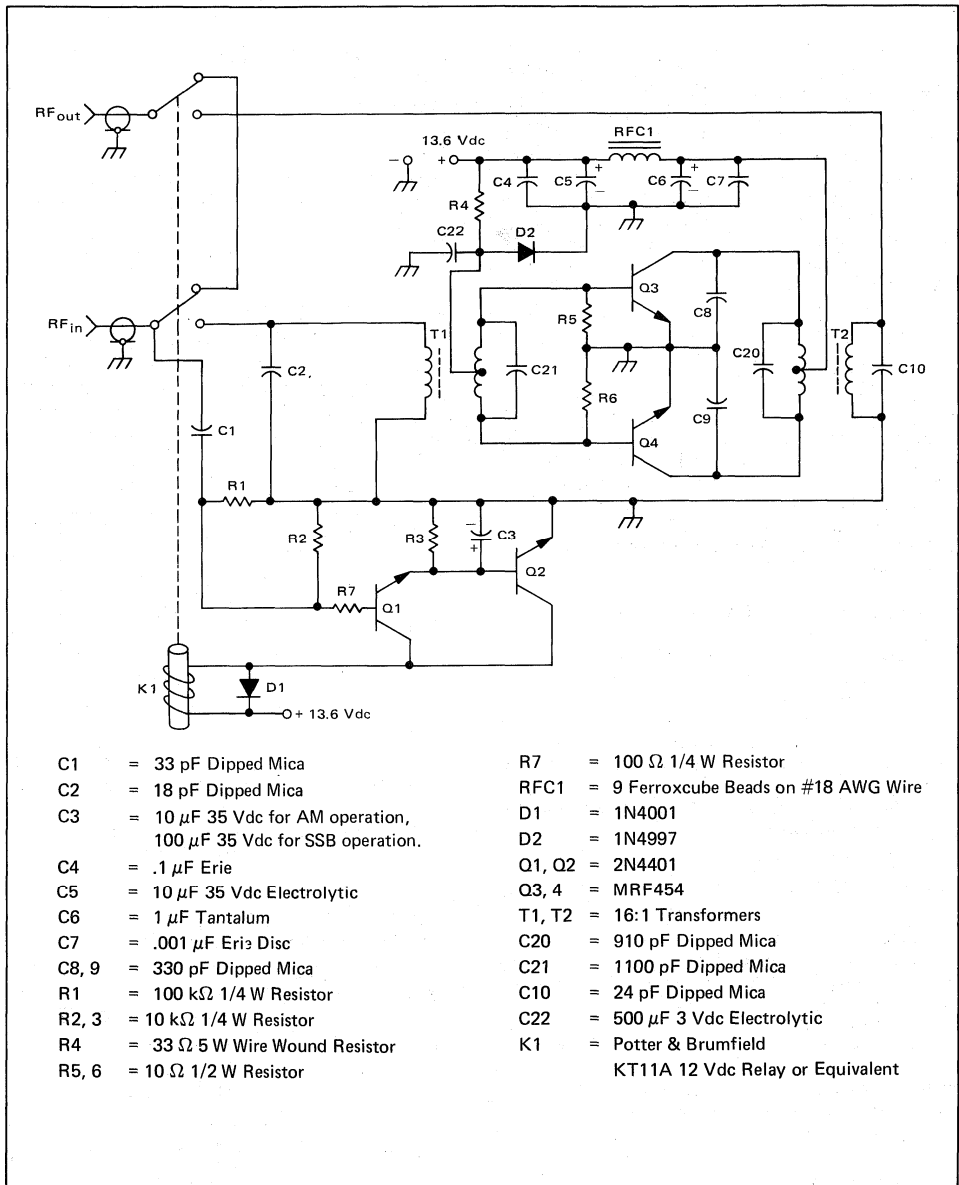 RFout
RFin
13.6 Vdc
- +
RFC1
C4
C5
+
-
C6
+
-
C7
R4
C22
D2
Q3
R5
C8
T1
C21
R6
C9
Q4
C20
T2
C10
C2
C1
R1
R2
R3
-
+
C3
Q2
R7
Q1
K1
D1
+ 13.6 Vdc
C1 = 33 pF Dipped Mica
C2 = 18 pF Dipped Mica
C3 = 10 μF 35 Vdc for AM operation,
100 μF 35 Vdc for SSB operation.
C4 = .1 μF Erie
C5 = 10 μF 35 Vdc Electrolytic
C6 = 1 μF Tantalum
C7 = .001 μF Erie Disc
C8, 9 = 330 pF Dipped Mica
R1 = 100 kΩ 1/4 W Resistor
R2, 3 = 10 kΩ 1/4 W Resistor
R4 = 33 Ω 5 W Wire Wound Resistor
R5, 6 = 10 Ω 1/2 W Resistor
R7 = 100 Ω 1/4 W Resistor
RFC1 = 9 Ferroxcube Beads on #18 AWG Wire
D1 = 1N4001
D2 = 1N4997
Q1, Q2 = 2N4401
Q3, 4 = MRF454
T1, T2 = 16:1 Transformers
C20 = 910 pF Dipped Mica
C21 = 1100 pF Dipped Mica
C10 = 24 pF Dipped Mica
C22 = 500 μF 3 Vdc Electrolytic
K1 = Potter & Brumfield
KT11A 12 Vdc Relay or Equivalent